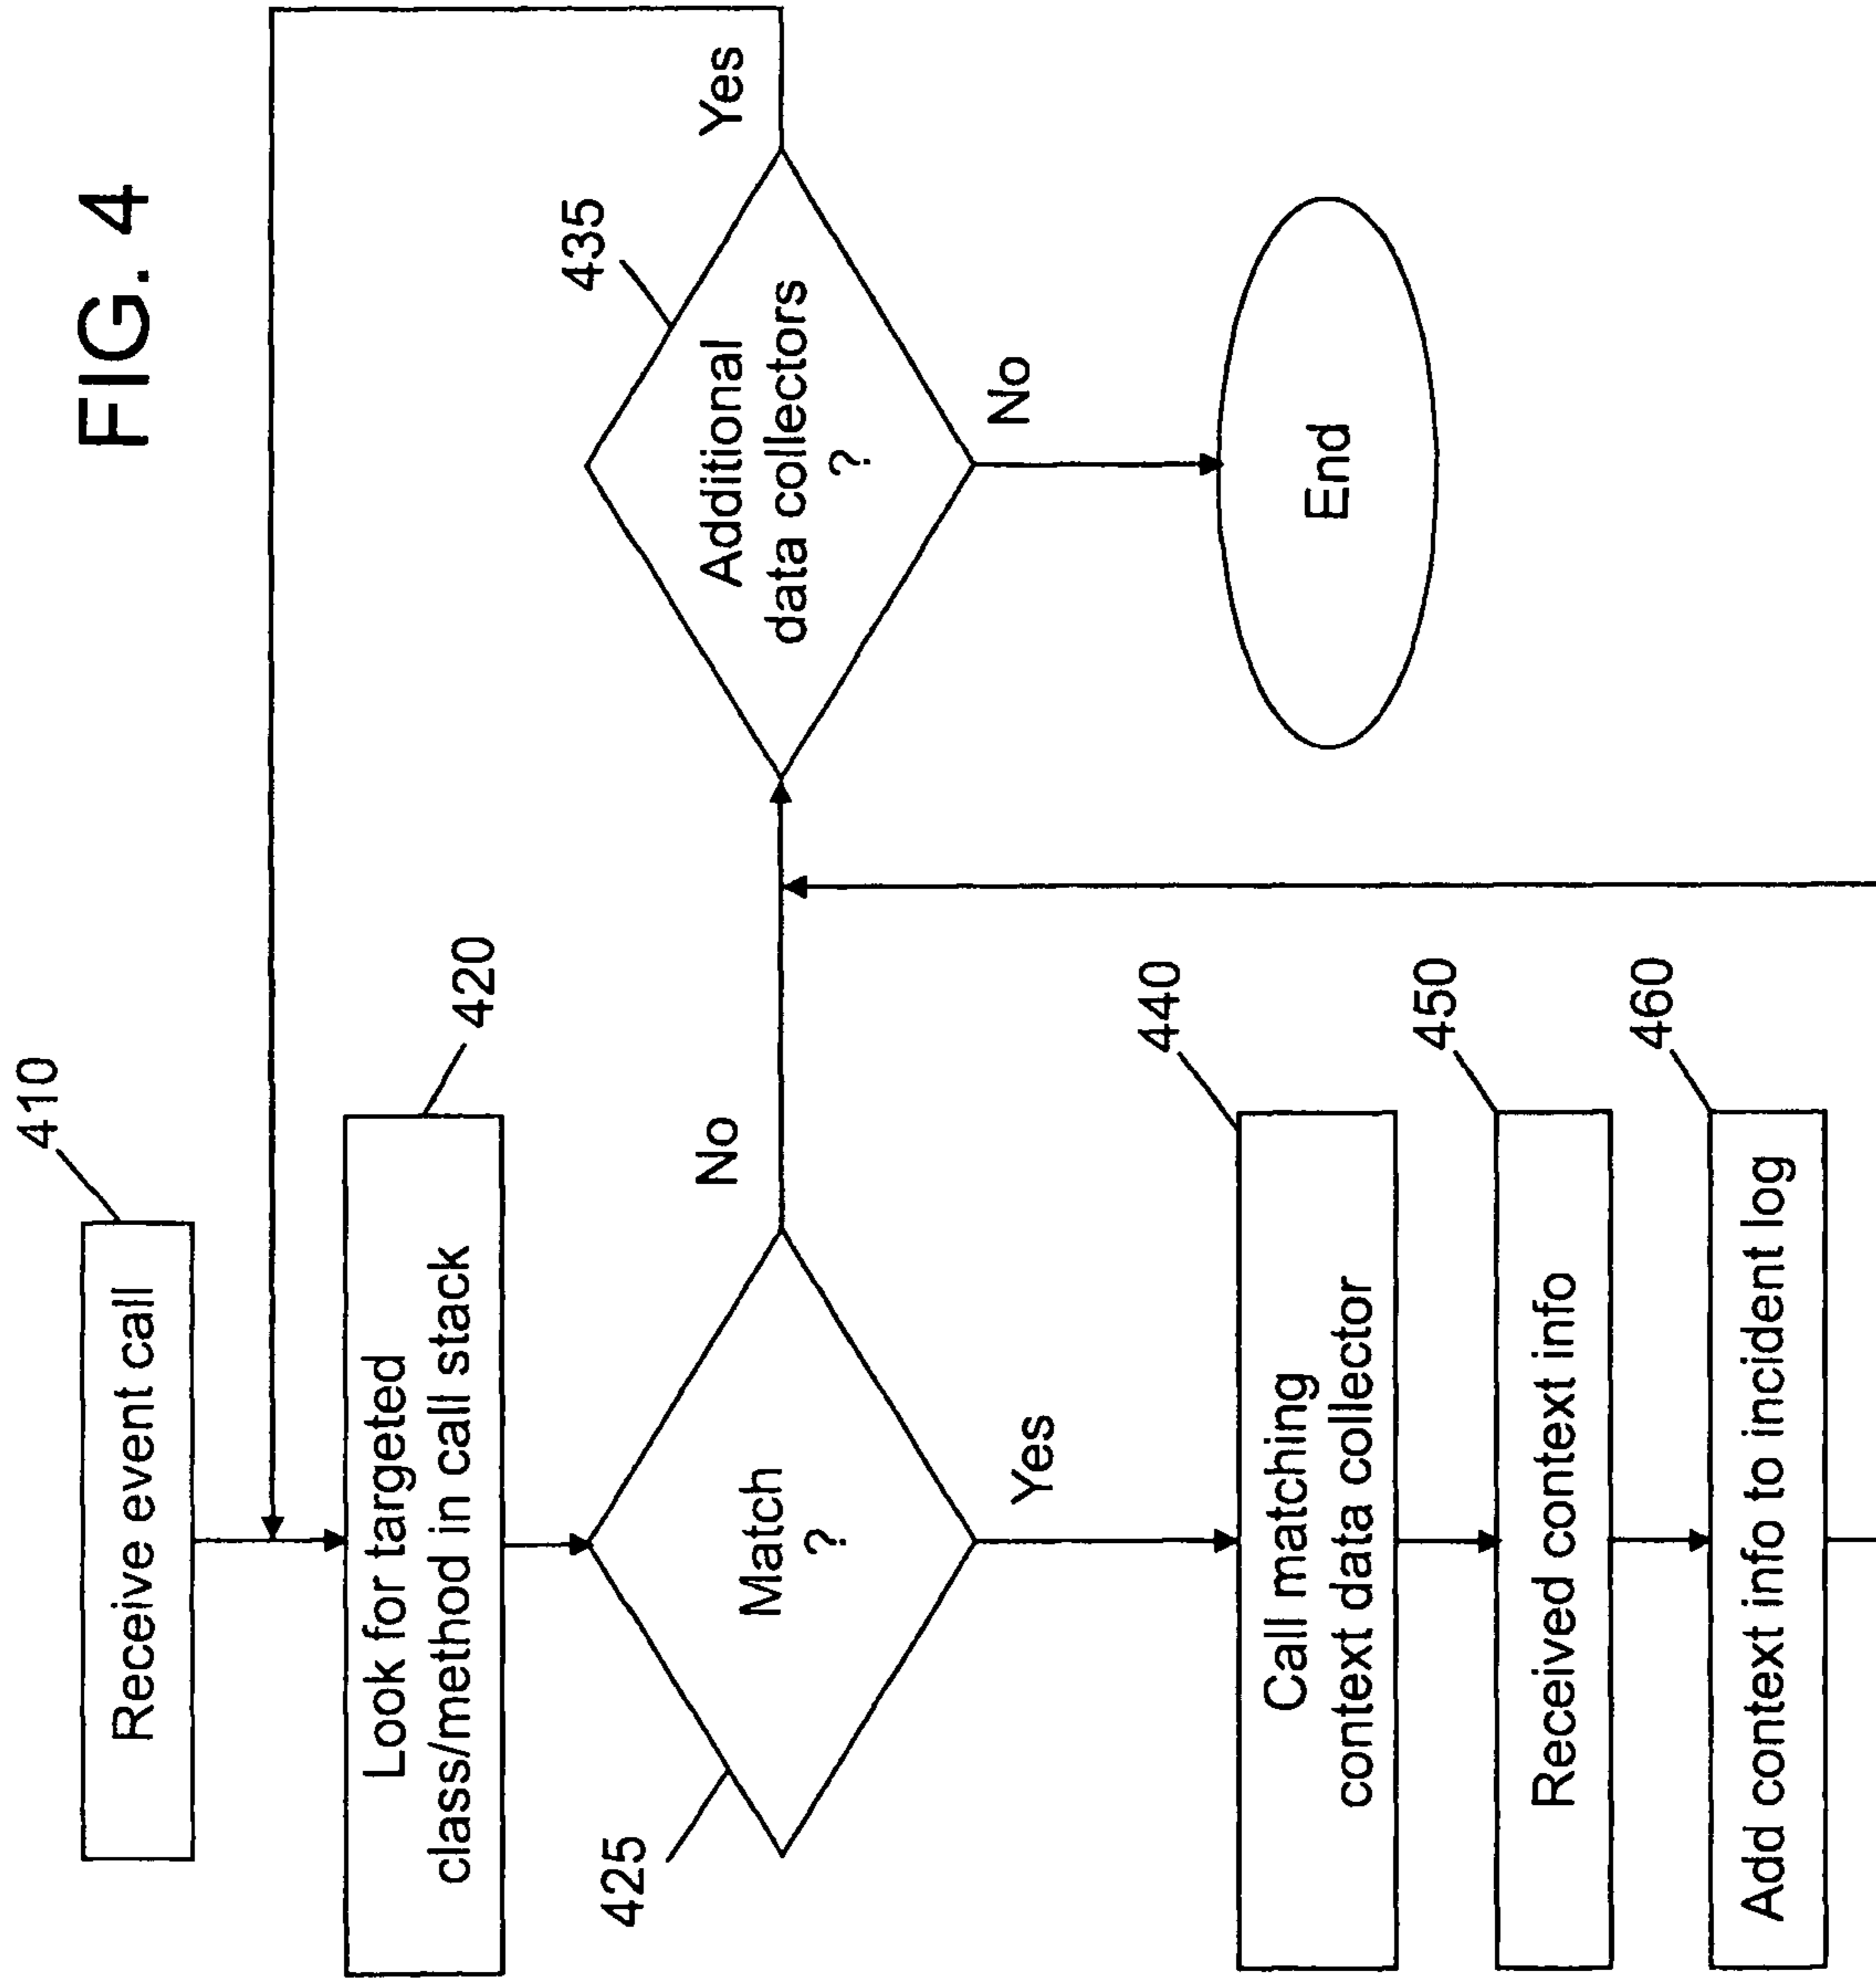 FIG. 4
410
Receive event call
420
Look for targeted
class/method in call stack
425
Match
?
No
Yes
435
Additional
data collectors
?
Yes
No
End
440
Call matching
context data collector
450
Received context info
460
Add context info to incident log